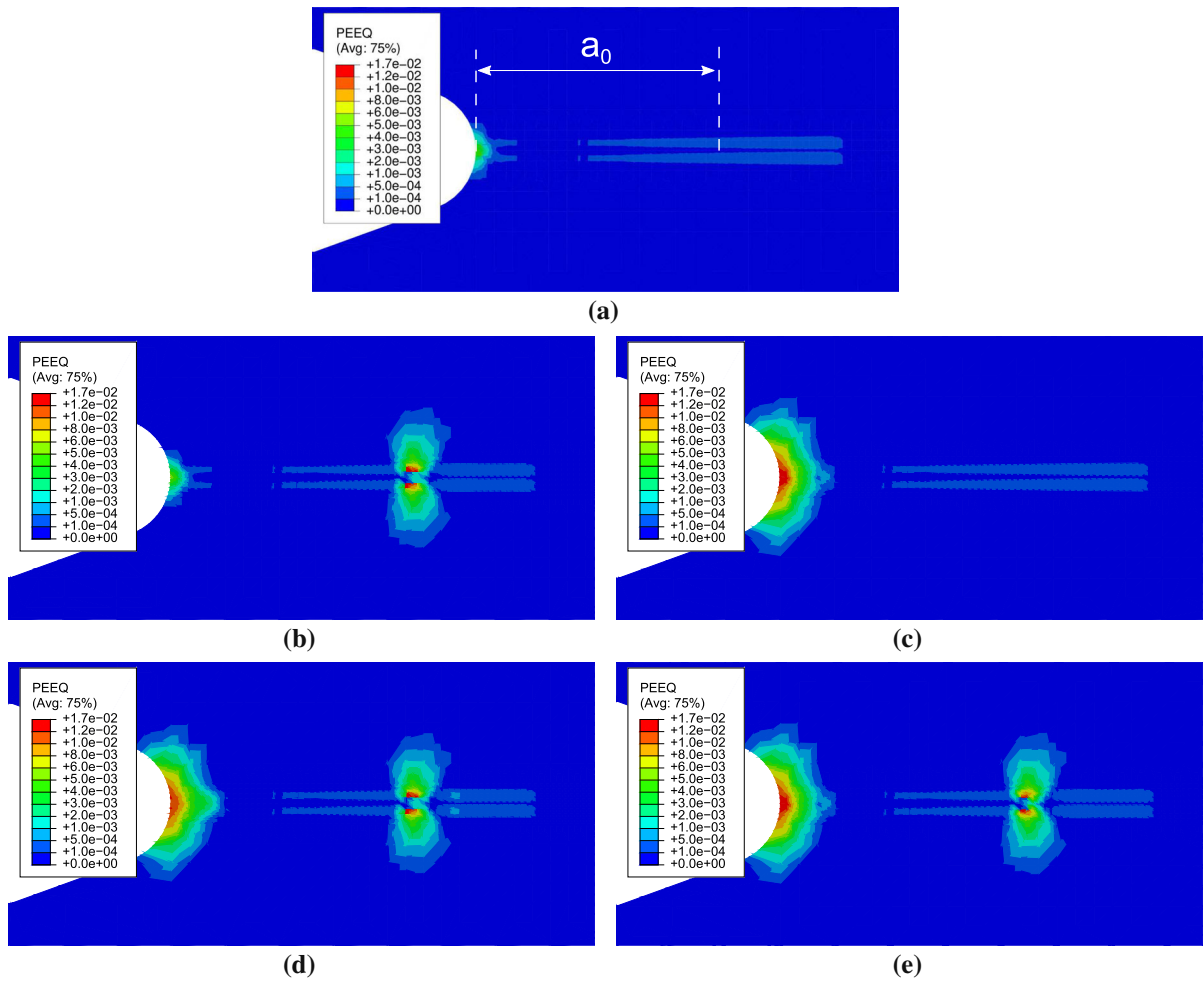 PEEQ
(Avg: 75%)
+1.7e−02
+1.2e−02
+1.0e−02
+8.0e−03
+6.0e−03
+5.0e−03
+4.0e−03
+3.0e−03
+2.0e−03
+1.0e−03
+5.0e−04
+1.0e−04
+0.0e+00
a₀
(a)
PEEQ
(Avg: 75%)
+1.7e−02
+1.2e−02
+1.0e−02
+8.0e−03
+6.0e−03
+5.0e−03
+4.0e−03
+3.0e−03
+2.0e−03
+1.0e−03
+5.0e−04
+1.0e−04
+0.0e+00
(b)
PEEQ
(Avg: 75%)
+1.7e−02
+1.2e−02
+1.0e−02
+8.0e−03
+6.0e−03
+5.0e−03
+4.0e−03
+3.0e−03
+2.0e−03
+1.0e−03
+5.0e−04
+1.0e−04
+0.0e+00
(c)
PEEQ
(Avg: 75%)
+1.7e−02
+1.2e−02
+1.0e−02
+8.0e−03
+6.0e−03
+5.0e−03
+4.0e−03
+3.0e−03
+2.0e−03
+1.0e−03
+5.0e−04
+1.0e−04
+0.0e+00
(d)
PEEQ
(Avg: 75%)
+1.7e−02
+1.2e−02
+1.0e−02
+8.0e−03
+6.0e−03
+5.0e−03
+4.0e−03
+3.0e−03
+2.0e−03
+1.0e−03
+5.0e−04
+1.0e−04
+0.0e+00
(e)